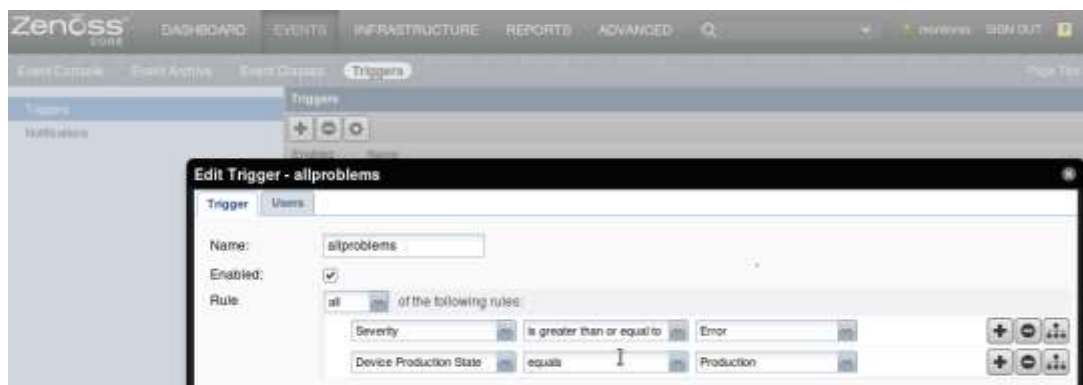 Zenoss
CORE
DASHBOARD EVENTS INFRASTRUCTURE REPORTS ADVANCED SIGN OUT
Event Console Event Archive Event Classes Triggers Page Tips
Triggers
Triggers
Notifications
Enabled Name
Edit Trigger - allproblems
Trigger Users
Name: allproblems
Enabled:
Rule all of the following rules:
Severity is greater than or equal to Error
Device Production State equals Production